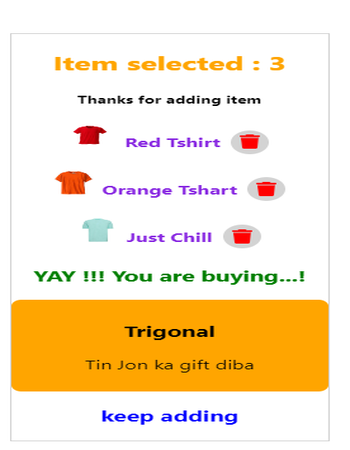 Item selected : 3
Thanks for adding item
Red Tshirt
Orange Tshart
Just Chill
YAY !!! You are buying...!
Trigonal
Tin Jon ka gift diba
keep adding